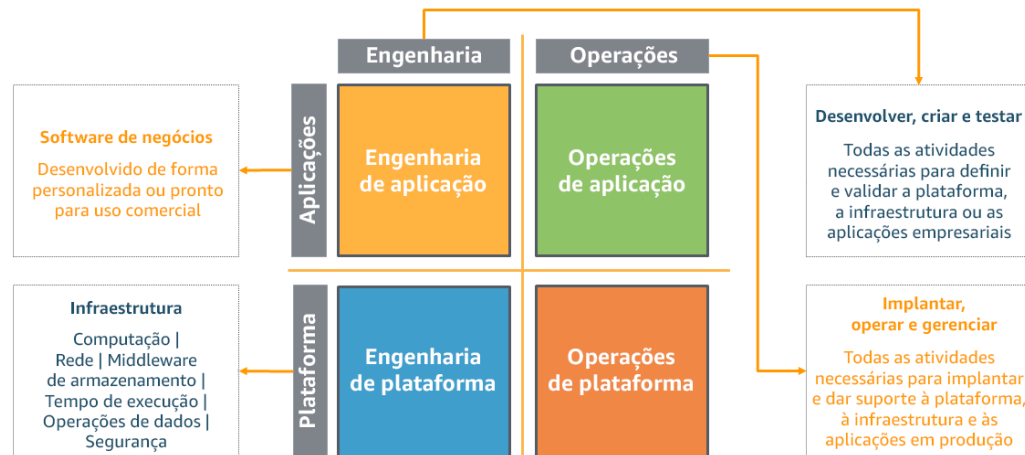 Engenharia
Operações
Aplicações
Plataforma
Software de negócios
Desenvolvido de forma
personalizada ou pronto
para uso comercial
Engenharia
de aplicação
Operações
de aplicação
Desenvolver, criar e testar
Todas as atividades
necessárias para definir
e validar a plataforma,
a infraestrutura ou as
aplicações empresariais
Infraestrutura
Computação |
Rede | Middleware
de armazenamento |
Tempo de execução |
Operações de dados |
Segurança
Engenharia
de plataforma
Operações
de plataforma
Implantar,
operar e gerenciar
Todas as atividades
necessárias para implantar
e dar suporte à plataforma,
à infraestrutura e às
aplicações em produção